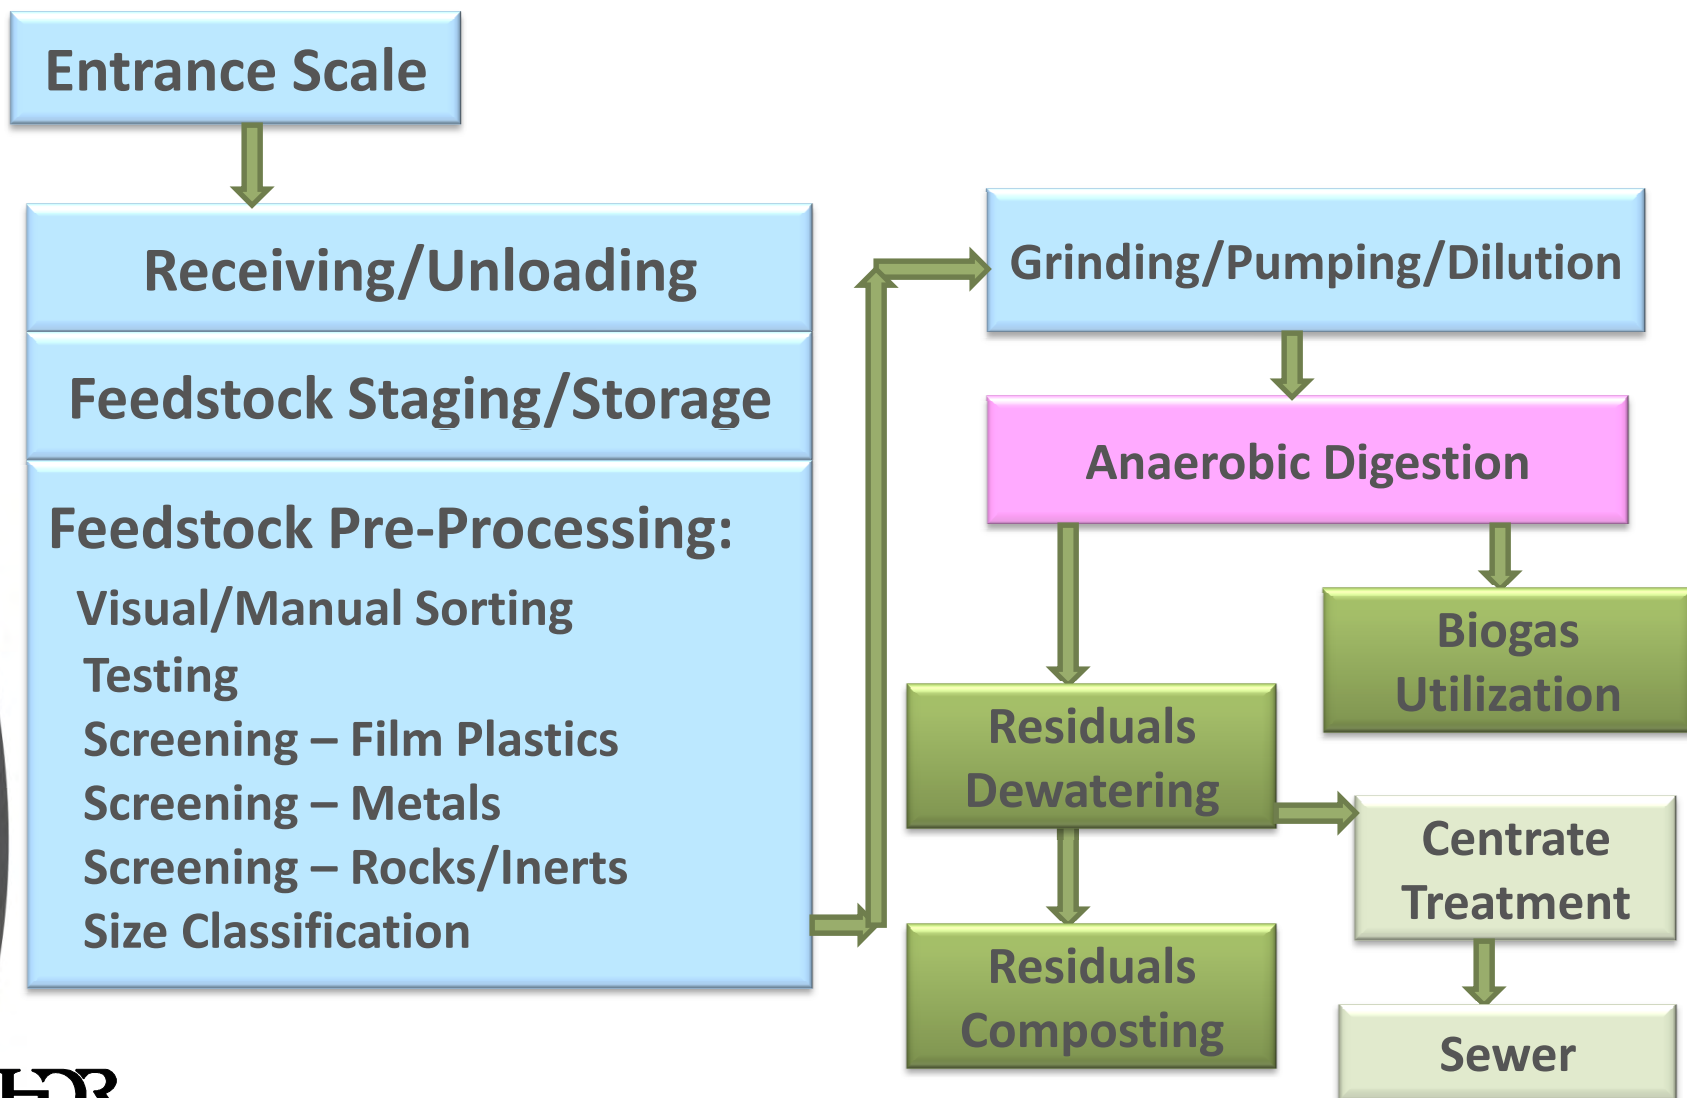 Entrance Scale
Receiving/Unloading
Feedstock Staging/Storage
Feedstock Pre-Processing:
Visual/Manual Sorting
Testing
Screening – Film Plastics
Screening – Metals
Screening – Rocks/Inerts
Size Classification
Grinding/Pumping/Dilution
Anaerobic Digestion
Biogas
Utilization
Residuals
Dewatering
Centrate
Treatment
Residuals
Composting
Sewer
HDR